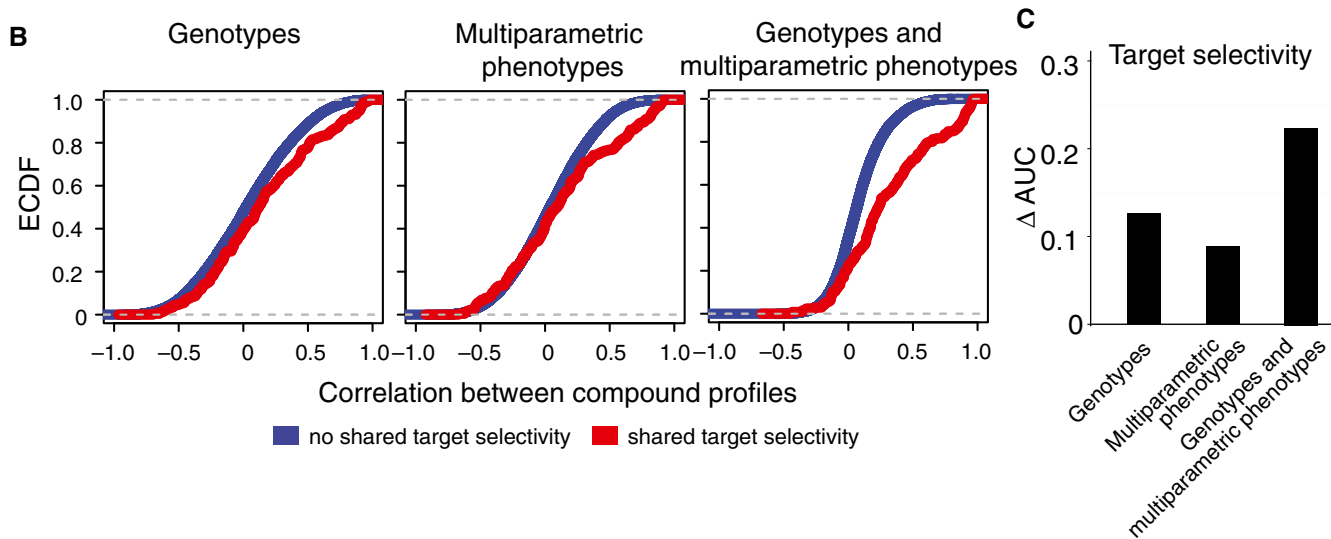 B
Genotypes
Multiparametric
phenotypes
Genotypes and
multiparametric phenotypes
ECDF
1.0
0.8
0.6
0.4
0.2
0
−1.0 −0.5 0 0.5 1.0
−1.0 −0.5 0 0.5 1.0
−1.0 −0.5 0 0.5 1.0
Correlation between compound profiles
no shared target selectivity
shared target selectivity
C
Target selectivity
Δ AUC
0.3
0.2
0.1
0
Genotypes
Multiparametric
phenotypes
Genotypes and
multiparametric phenotypes